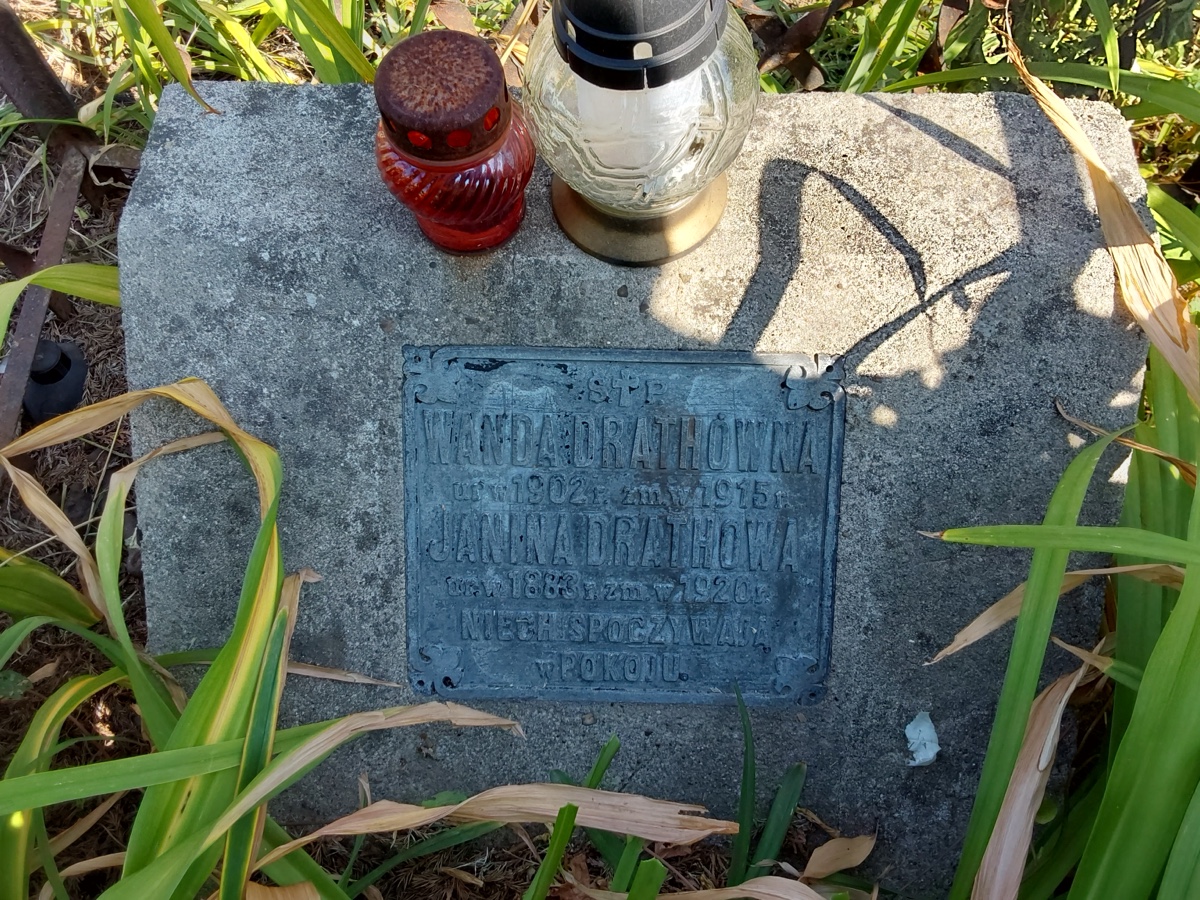 S†P
WANDA DRATHÓWNA
ur w 1902 r. zm. w 1915 r.
JANINA DRATHOWA
ur. w 1883 r. zm. w 1920 r.
NIECH SPOCZYWAJĄ
w POKOJU.